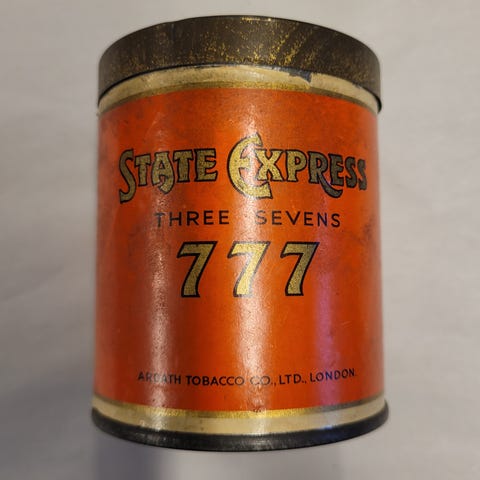 STATE EXPRESS
THREE SEVENS
777
ARDATH TOBACCO CO., LTD., LONDON.